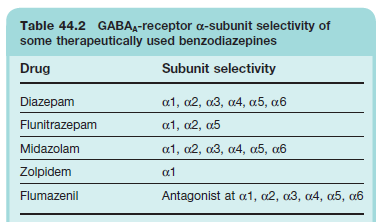 Table 44.2 GABAA-receptor α-subunit selectivity of
some therapeutically used benzodiazepines
Drug Subunit selectivity
Diazepam α1, α2, α3, α4, α5, α6
Flunitrazepam α1, α2, α5
Midazolam α1, α2, α3, α4, α5, α6
Zolpidem α1
Flumazenil Antagonist at α1, α2, α3, α4, α5, α6